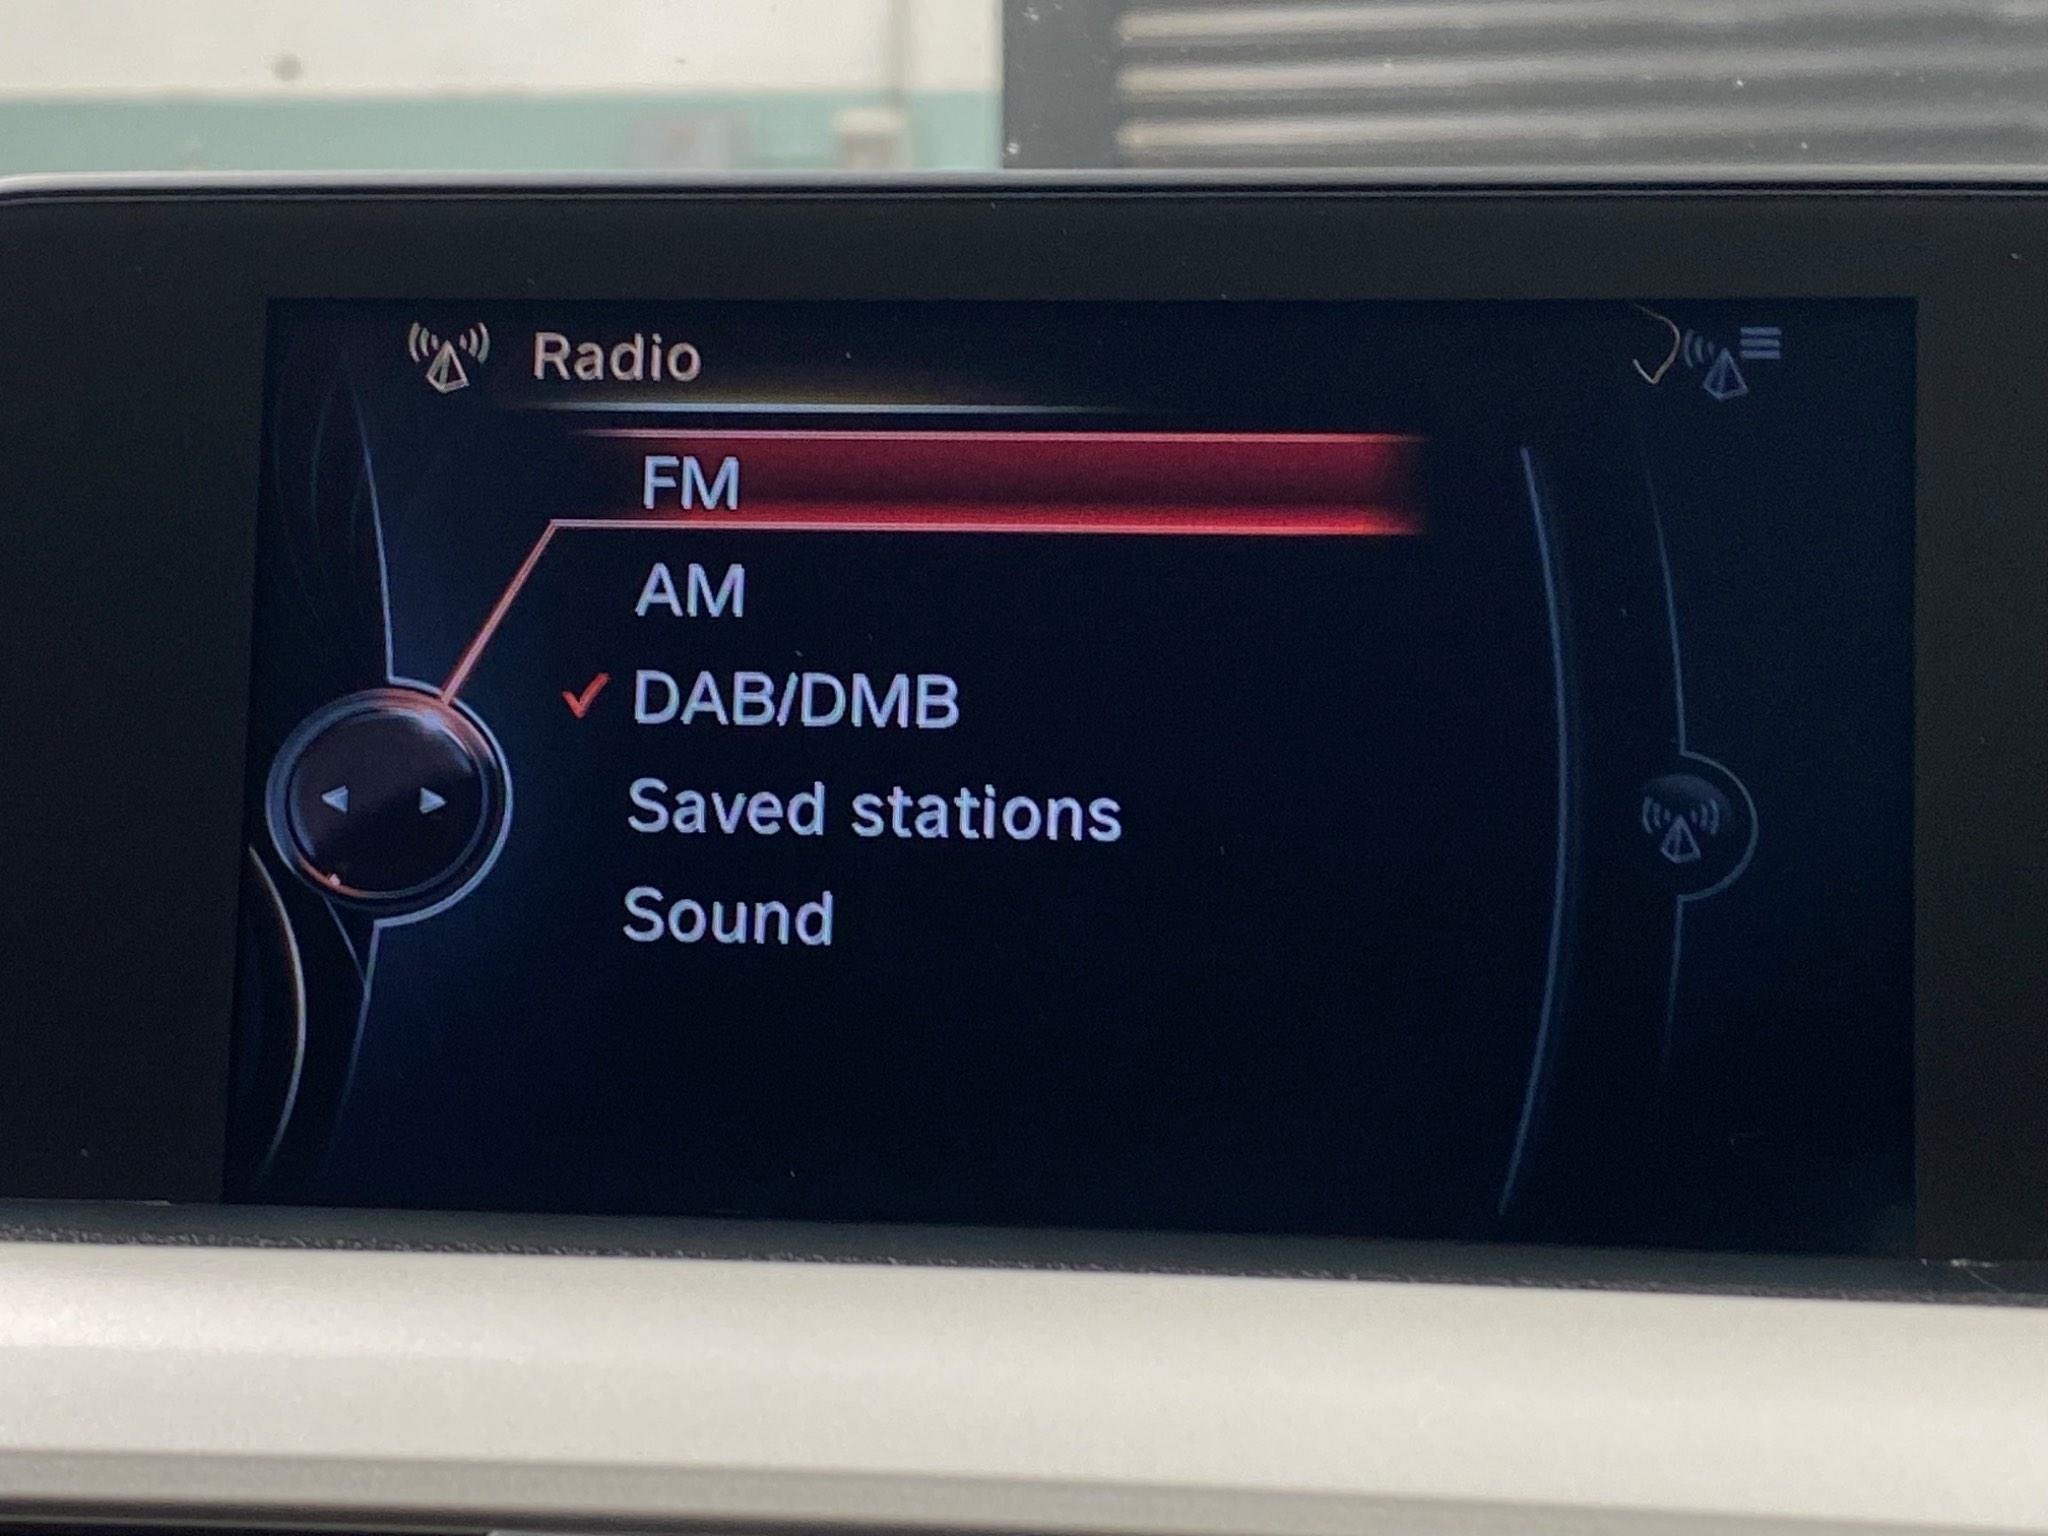 Radio
FM
AM
DAB/DMB
Saved stations
Sound